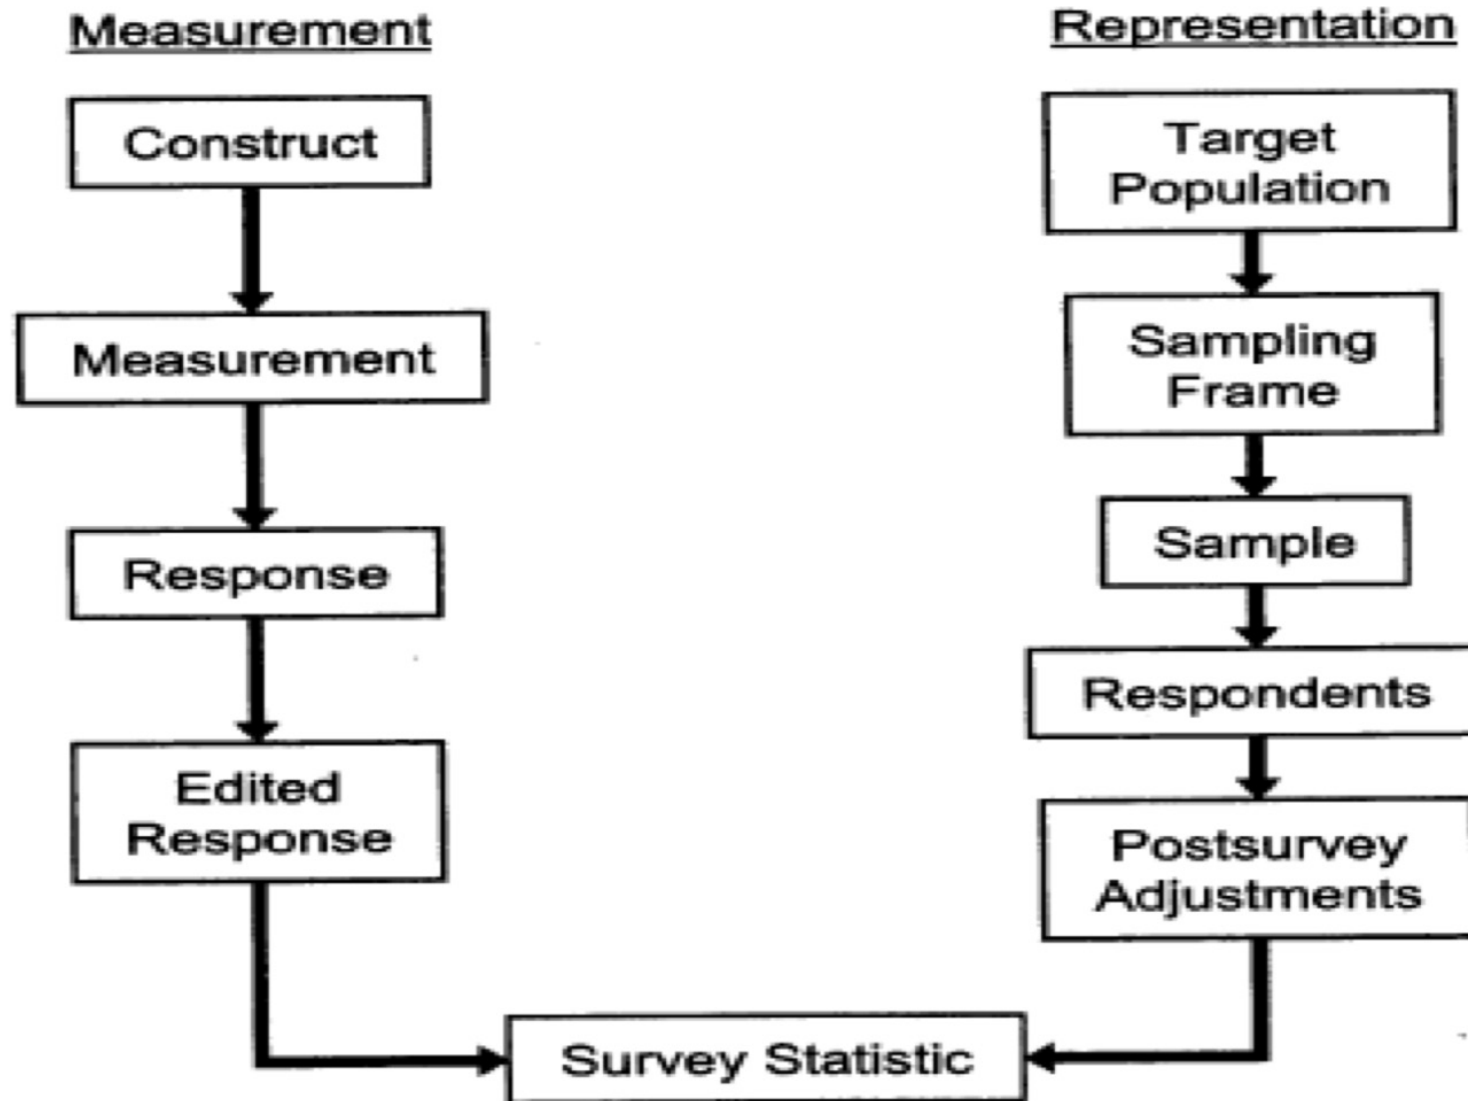 Measurement
Construct
Measurement
Response
Edited
Response
Representation
Target
Population
Sampling
Frame
Sample
Respondents
Postsurvey
Adjustments
Survey Statistic